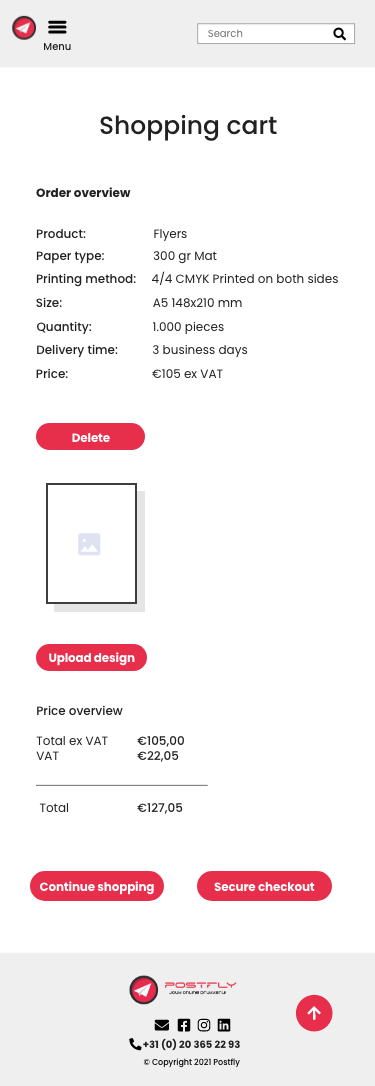 Menu
Search
Shopping cart
Order overview
Product: Flyers
Paper type: 300 gr Mat
Printing method: 4/4 CMYK Printed on both sides
Size: A5 148x210 mm
Quantity: 1.000 pieces
Delivery time: 3 business days
Price: €105 ex VAT
Delete
Upload design
Price overview
Total ex VAT €105,00
VAT €22,05
Total €127,05
Continue shopping Secure checkout
POSTFLY
JOUW ONLINE DRUKKERIJ
+31 (0) 20 365 22 93
© Copyright 2021 Postfly